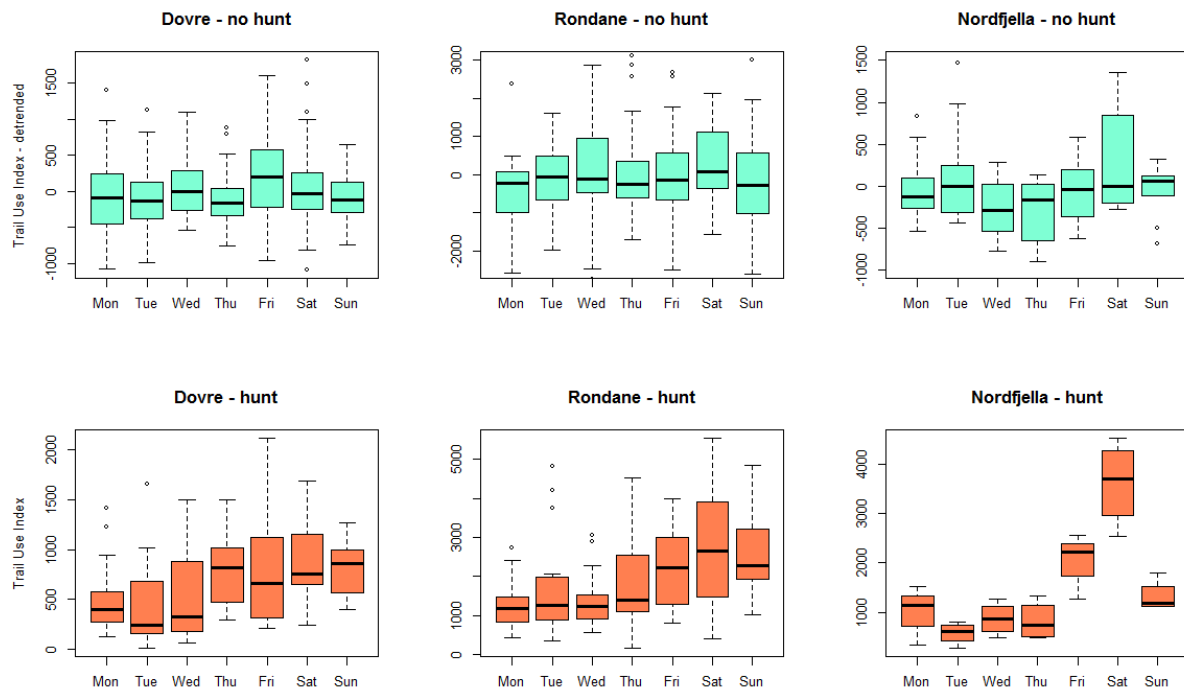 Dovre - no hunt
Rondane - no hunt
Nordfjella - no hunt
Trail Use Index - detrended
-1000 0 500 1500
-2000 0 1000 3000
-1000 -500 0 500 1000 1500
Mon Tue Wed Thu Fri Sat Sun
Mon Tue Wed Thu Fri Sat Sun
Mon Tue Wed Thu Fri Sat Sun
Dovre - hunt
Rondane - hunt
Nordfjella - hunt
Trail Use Index
0 500 1000 1500 2000
0 1000 3000 5000
1000 2000 3000 4000
Mon Tue Wed Thu Fri Sat Sun
Mon Tue Wed Thu Fri Sat Sun
Mon Tue Wed Thu Fri Sat Sun